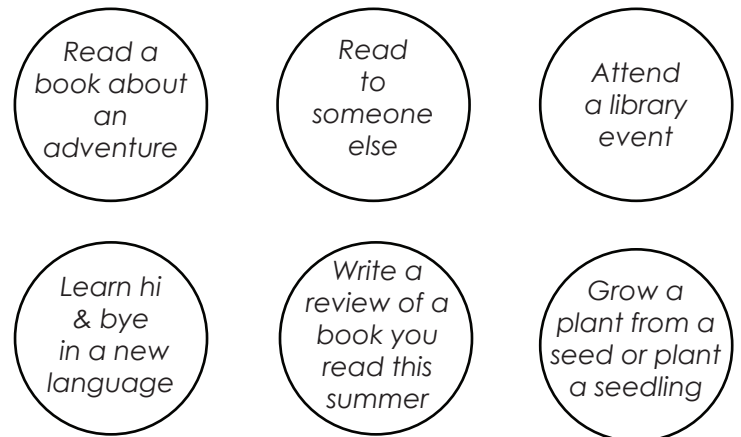 Read a
book about
an
adventure
Read
to
someone
else
Attend
a library
event
Learn hi
& bye
in a new
language
Write a
review of a
book you
read this
summer
Grow a
plant from a
seed or plant
a seedling